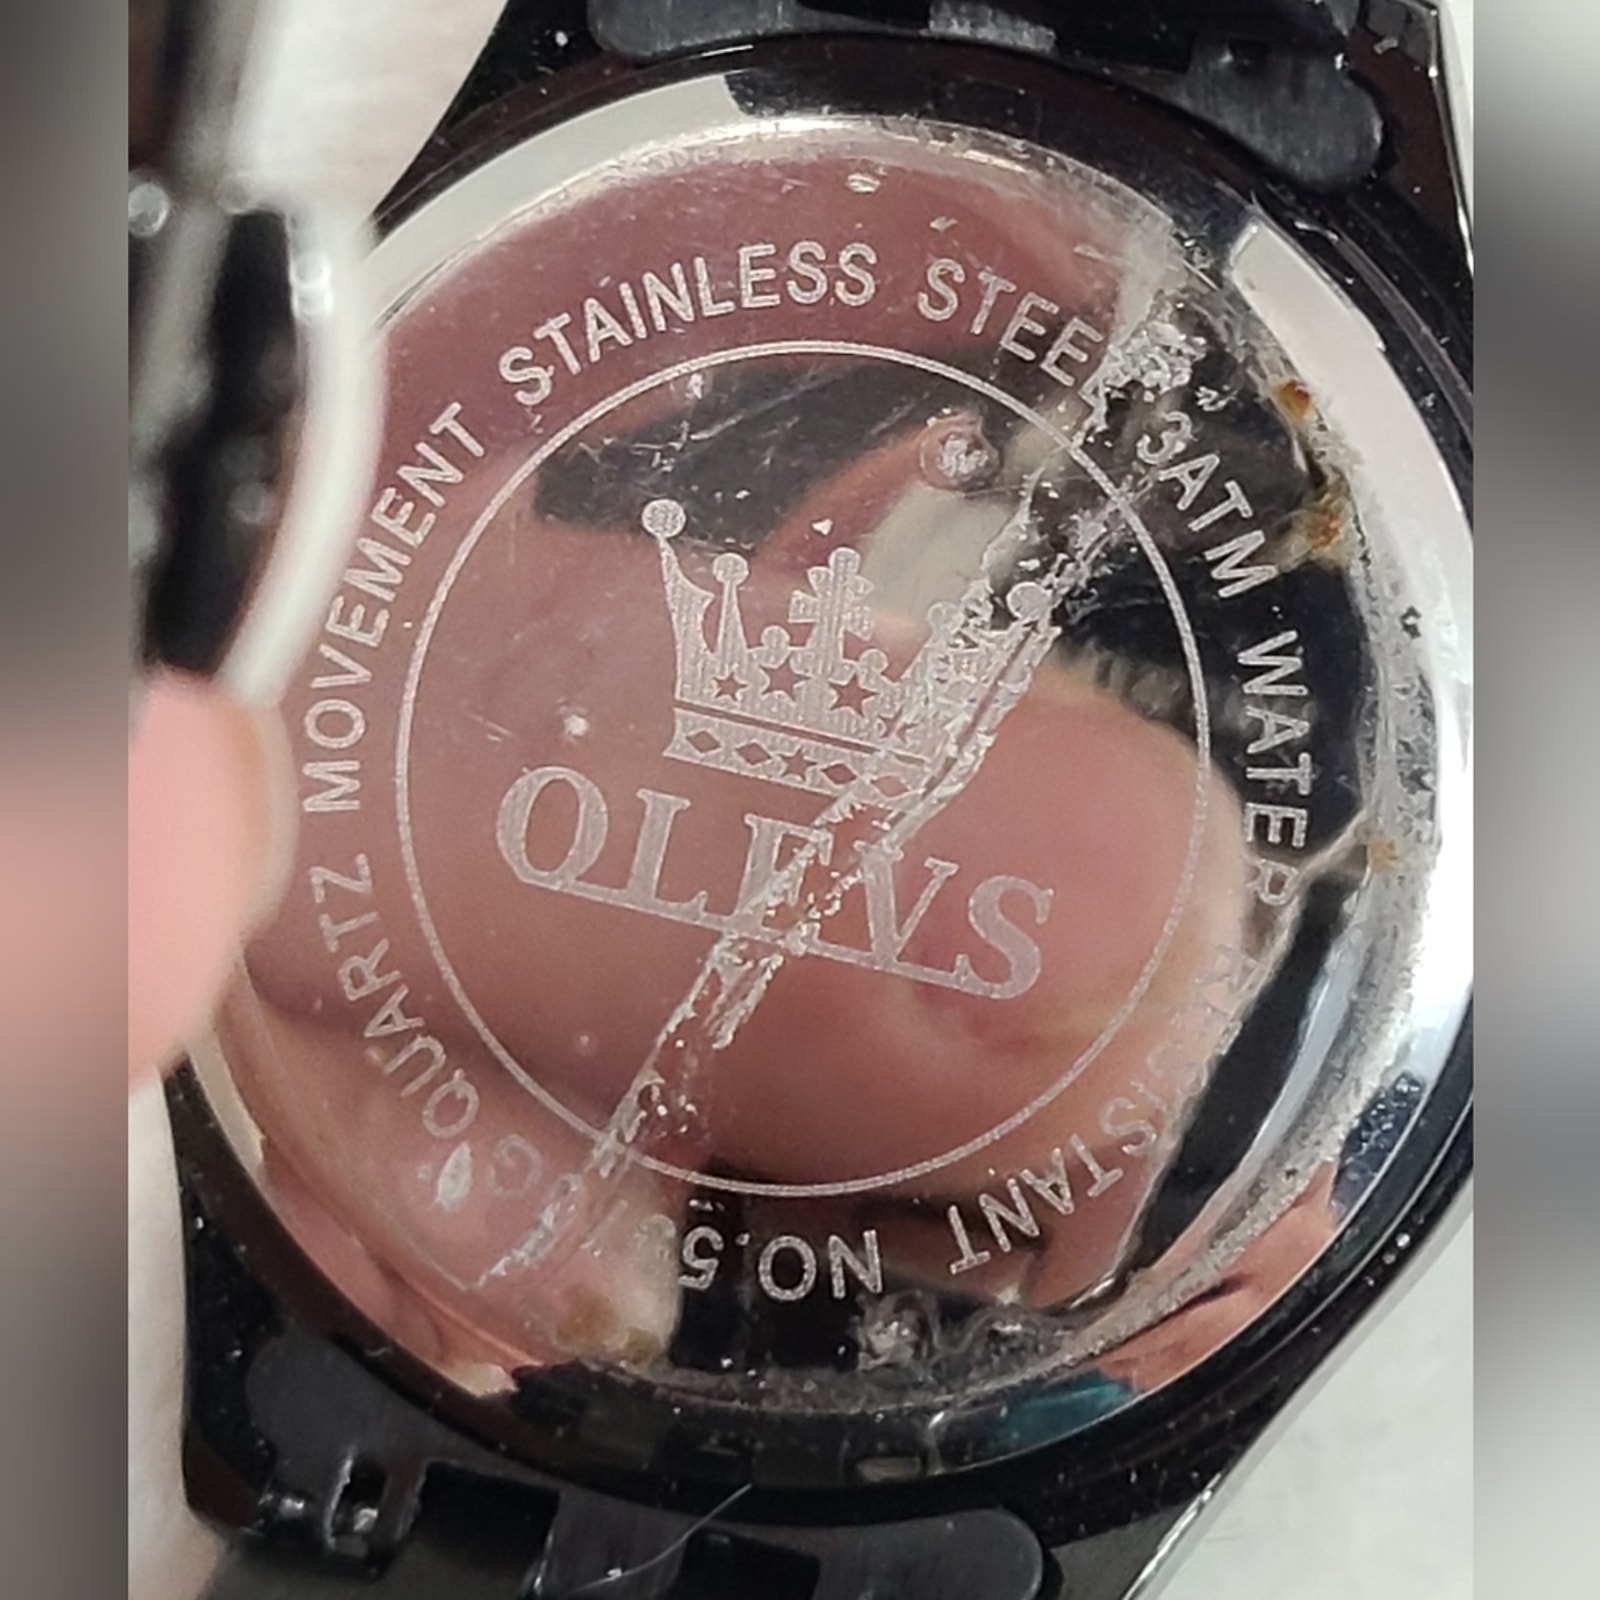 QUARTZ MOVEMENT STAINLESS STEEL 3ATM WATER RESISTANT NO.5
OLEVS